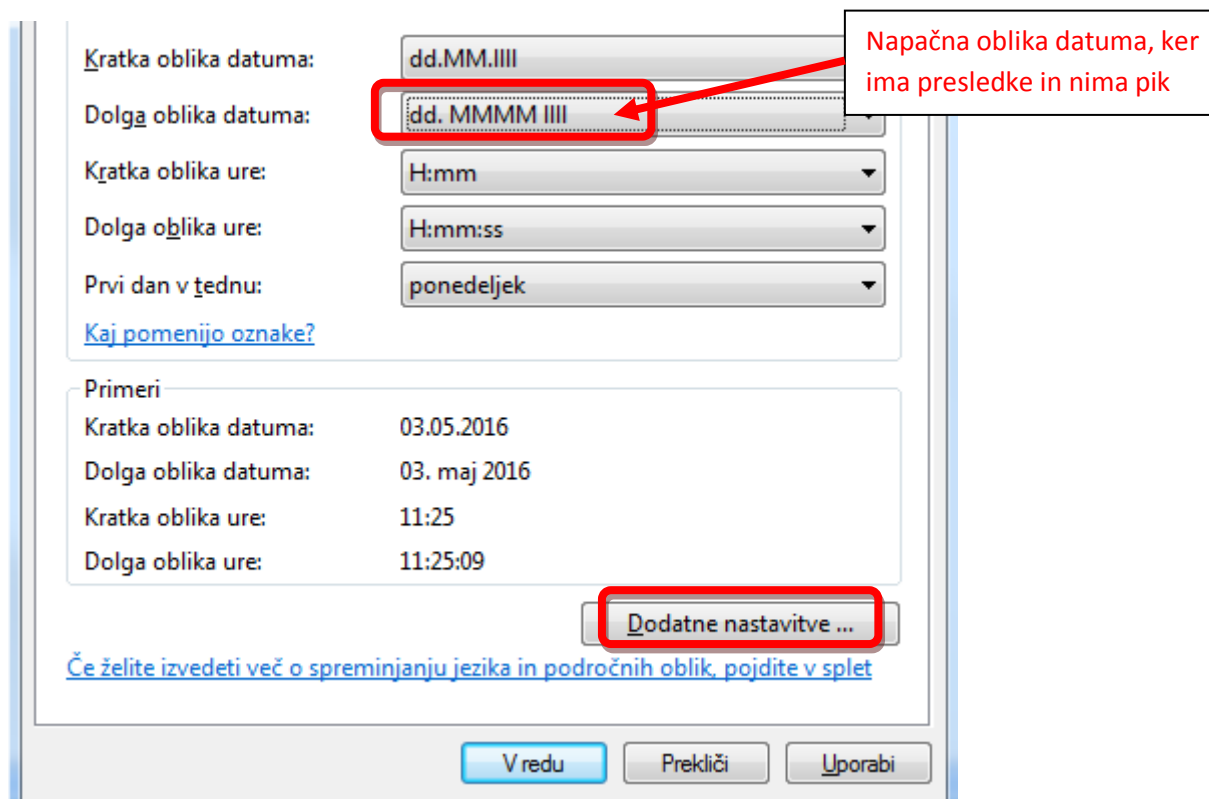 Napačna oblika datuma, ker
ima presledke in nima pik
Kratka oblika datuma:
dd.MM.llll
Dolga oblika datuma:
dd. MMMM llll
Kratka oblika ure:
H:mm
Dolga oblika ure:
H:mm:ss
Prvi dan v tednu:
ponedeljek
Kaj pomenijo oznake?
Primeri
Kratka oblika datuma:
03.05.2016
Dolga oblika datuma:
03. maj 2016
Kratka oblika ure:
11:25
Dolga oblika ure:
11:25:09
Dodatne nastavitve ...
Če želite izvedeti več o spreminjanju jezika in področnih oblik, pojdite v splet
V redu
Prekliči
Uporabi